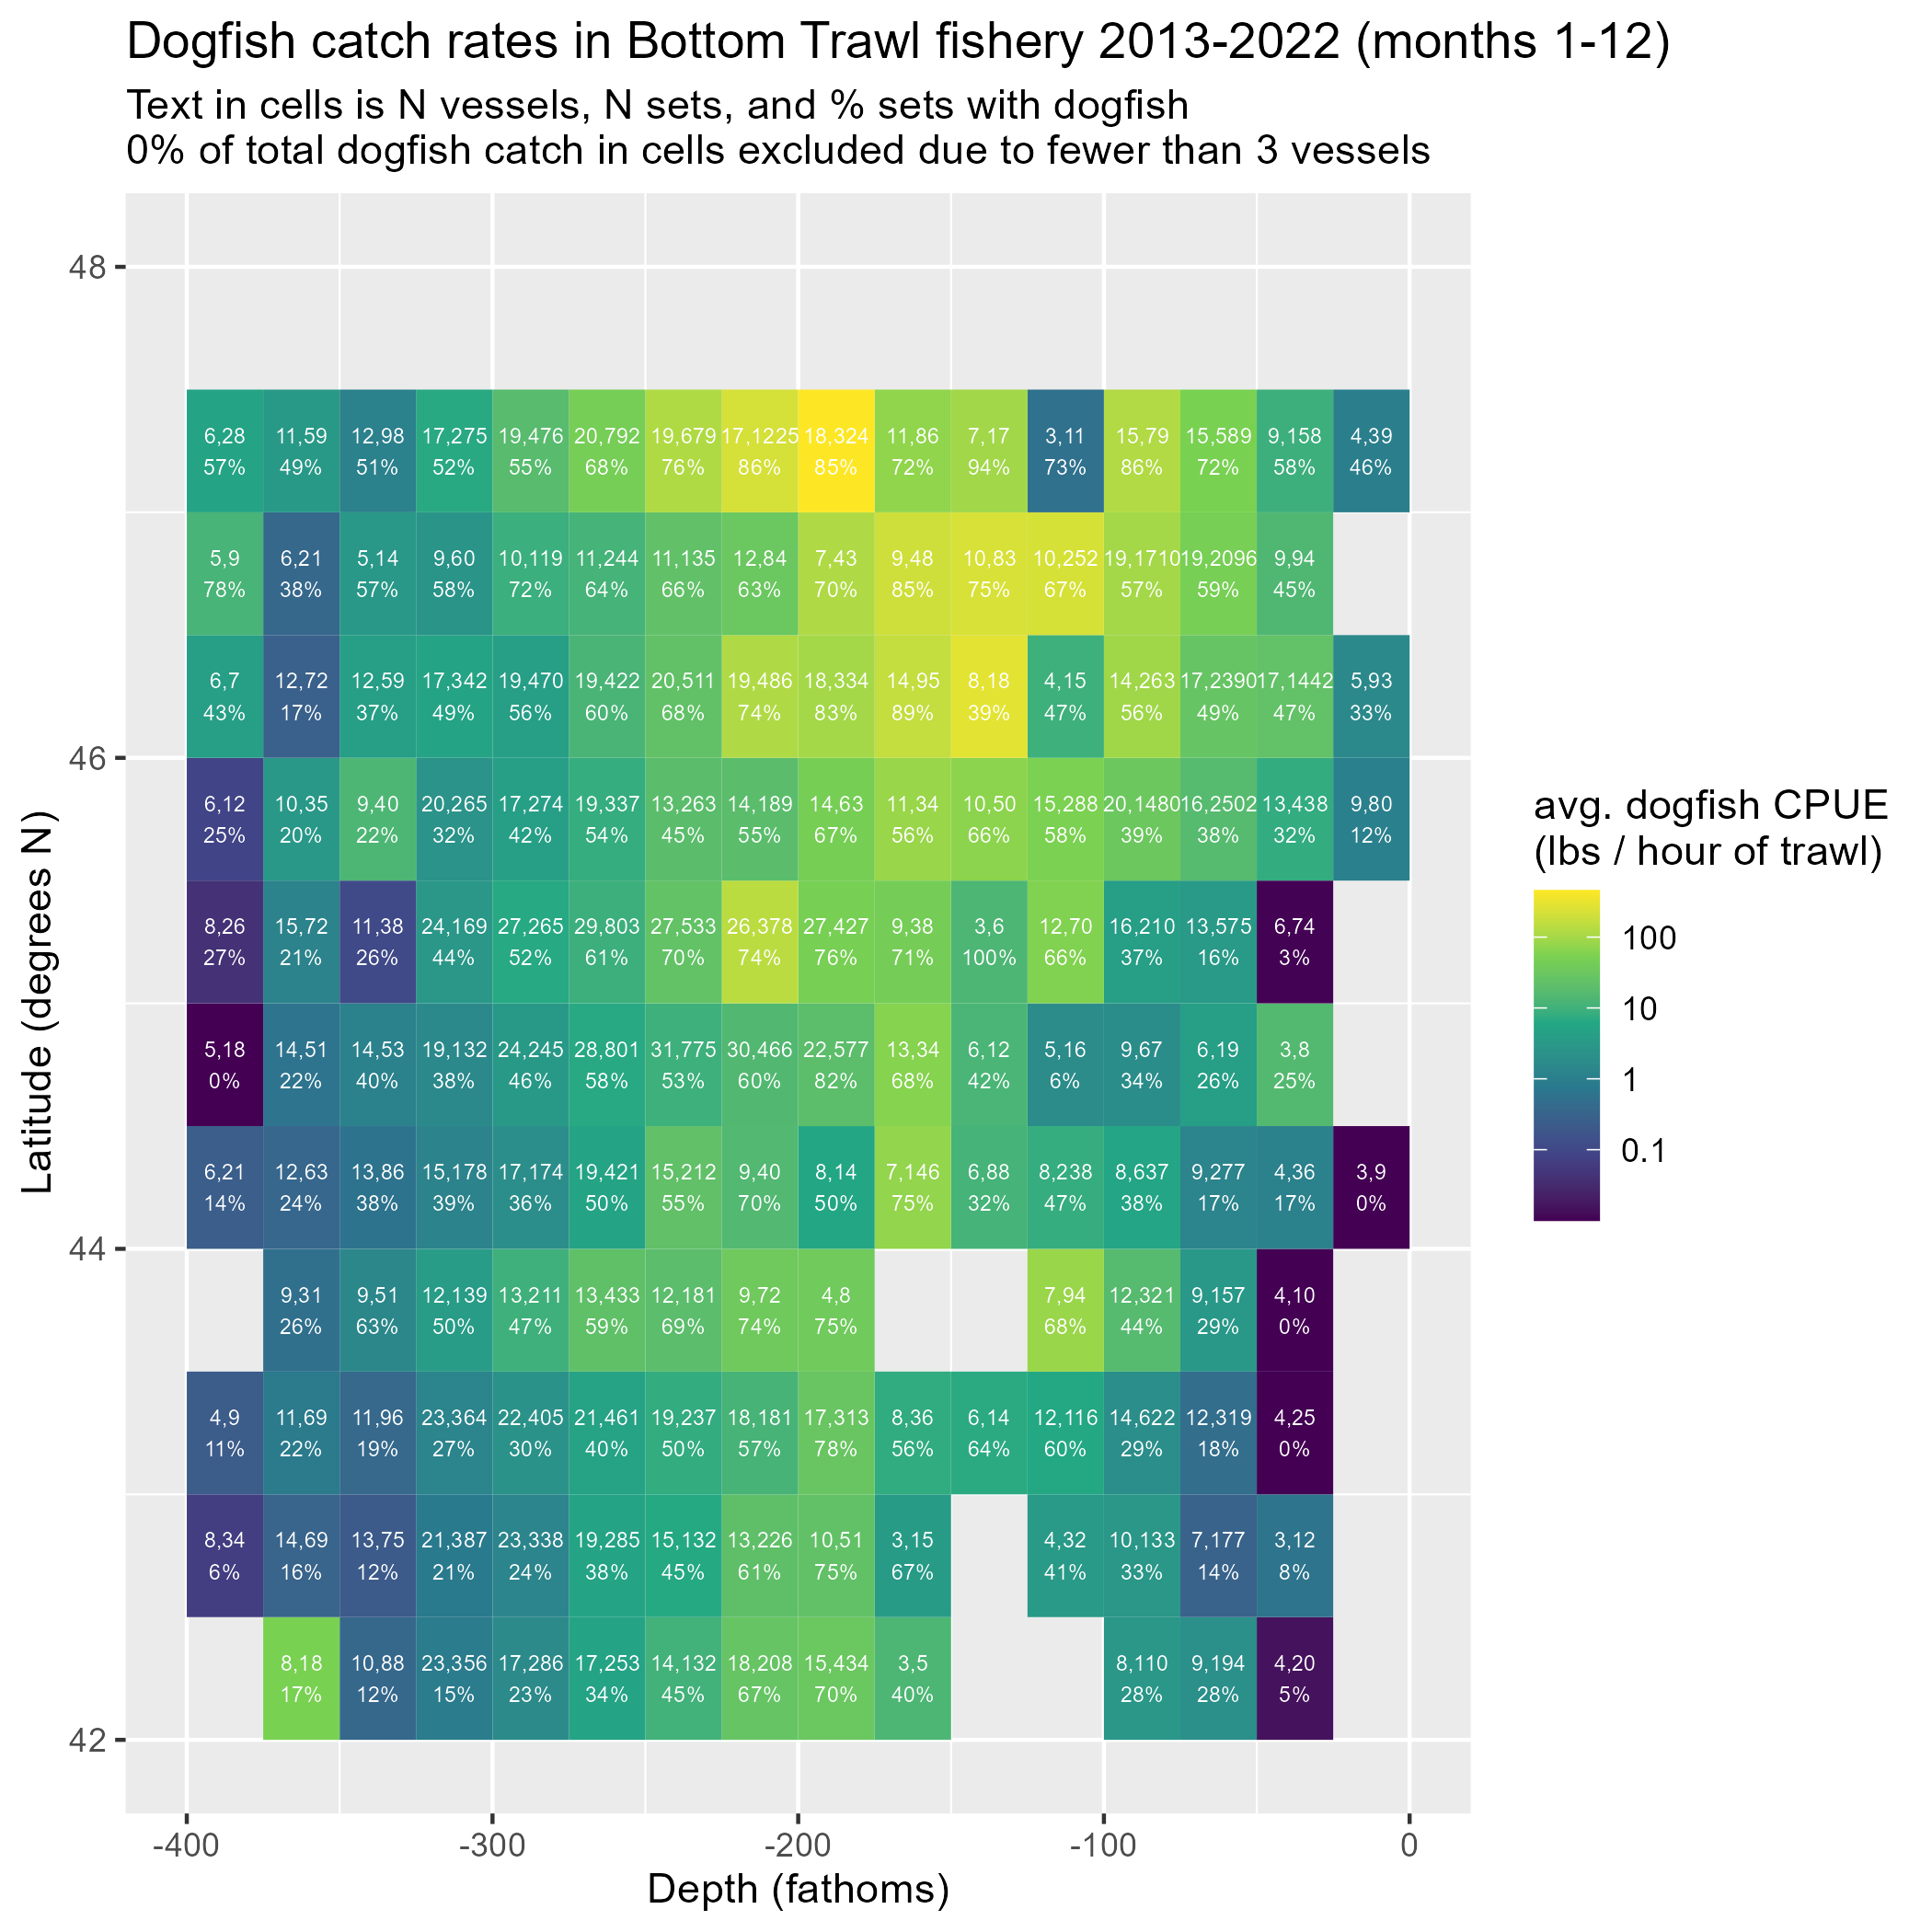 Dogfish catch rates in Bottom Trawl fishery 2013-2022 (months 1-12)
Text in cells is N vessels, N sets, and % sets with dogfish
0% of total dogfish catch in cells excluded due to fewer than 3 vessels
48
6,28 11,59 12,98 17,275 19,476 20,792 19,679 17,1225 18,324 11,86 7,17 3,11 15,79 15,589 9,158 4,39
57% 49% 51% 52% 55% 68% 76% 86% 85% 72% 94% 73% 86% 72% 58% 46%
5,9 6,21 5,14 9,60 10,119 11,244 11,135 12,84 7,43 9,48 10,83 10,252 19,1710 19,2096 9,94
78% 38% 57% 58% 72% 64% 66% 63% 70% 85% 75% 67% 57% 59% 45%
6,7 12,72 12,59 17,342 19,470 19,422 20,511 19,486 18,334 14,95 8,18 4,15 14,263 17,2390 17,1442 5,93
43% 17% 37% 49% 56% 60% 68% 74% 83% 89% 39% 47% 56% 49% 47% 33%
46
6,12 10,35 9,40 20,265 17,274 19,337 13,263 14,189 14,63 11,34 10,50 15,288 20,1480 16,2502 13,438 9,80
25% 20% 22% 32% 42% 54% 45% 55% 67% 56% 66% 58% 39% 38% 32% 12%
8,26 15,72 11,38 24,169 27,265 29,803 27,533 26,378 27,427 9,38 3,6 12,70 16,210 13,575 6,74
27% 21% 26% 44% 52% 61% 70% 74% 76% 71% 100% 66% 37% 16% 3%
5,18 14,51 14,53 19,132 24,245 28,801 31,775 30,466 22,577 13,34 6,12 5,16 9,67 6,19 3,8
0% 22% 40% 38% 46% 58% 53% 60% 82% 68% 42% 6% 34% 26% 25%
6,21 12,63 13,86 15,178 17,174 19,421 15,212 9,40 8,14 7,146 6,88 8,238 8,637 9,277 4,36 3,9
14% 24% 38% 39% 36% 50% 55% 70% 50% 75% 32% 47% 38% 17% 17% 0%
44
9,31 9,51 12,139 13,211 13,433 12,181 9,72 4,8 7,94 12,321 9,157 4,10
26% 63% 50% 47% 59% 69% 74% 75% 68% 44% 29% 0%
4,9 11,69 11,96 23,364 22,405 21,461 19,237 18,181 17,313 8,36 6,14 12,116 14,622 12,319 4,25
11% 22% 19% 27% 30% 40% 50% 57% 78% 56% 64% 60% 29% 18% 0%
8,34 14,69 13,75 21,387 23,338 19,285 15,132 13,226 10,51 3,15 4,32 10,133 7,177 3,12
6% 16% 12% 21% 24% 38% 45% 61% 75% 67% 41% 33% 14% 8%
8,18 10,88 23,356 17,286 17,253 14,132 18,208 15,434 3,5 8,110 9,194 4,20
17% 12% 15% 23% 34% 45% 67% 70% 40% 28% 28% 5%
42
-400 -300 -200 -100 0
Depth (fathoms)
Latitude (degrees N)
avg. dogfish CPUE
(lbs / hour of trawl)
100
10
1
0.1